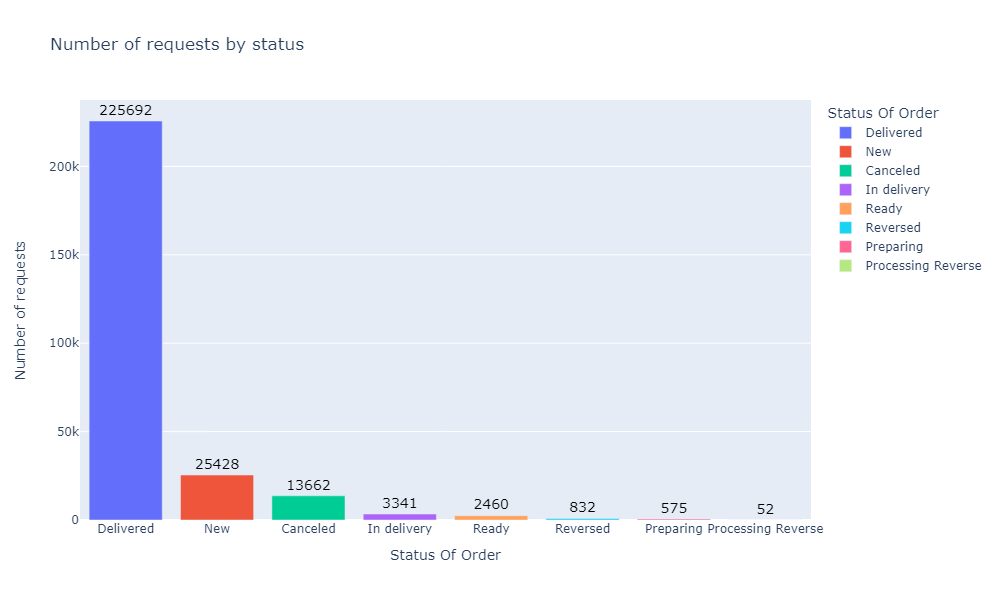 Number of requests by status
225692
25428
13662
3341
2460
832
575
52
200k
150k
100k
50k
0
Number of requests
Delivered
New
Canceled
In delivery
Ready
Reversed
Preparing
Processing Reverse
Status Of Order
Status Of Order
Delivered
New
Canceled
In delivery
Ready
Reversed
Preparing
Processing Reverse